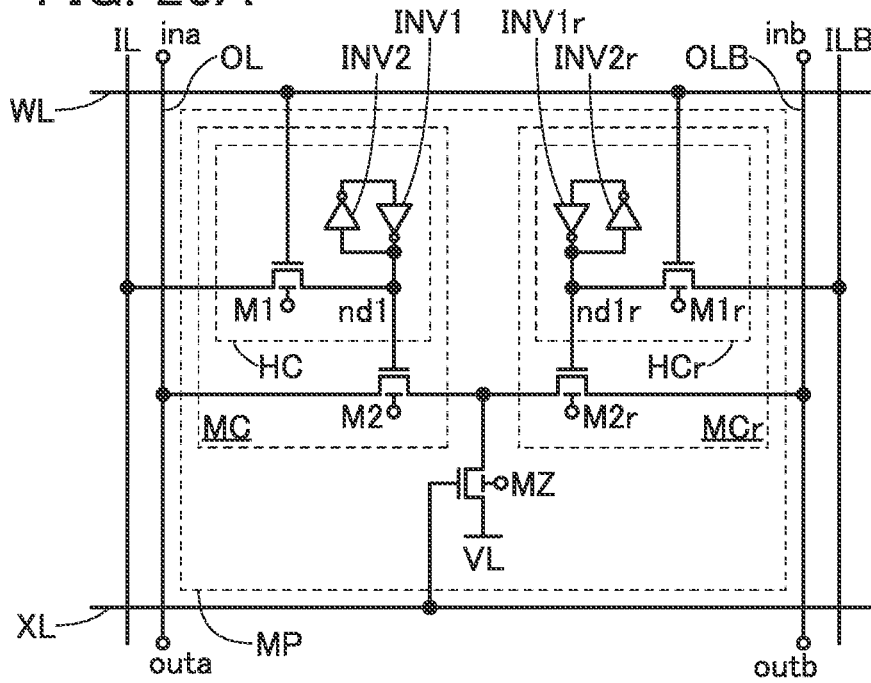 INV1 INV1r
IL ina OL INV2 INV2r OLB inb ILB
WL
M1 nd1 nd1r M1r
HC HCr
M2 M2r
MC MCr
MZ
VL
XL
MP
outa outb